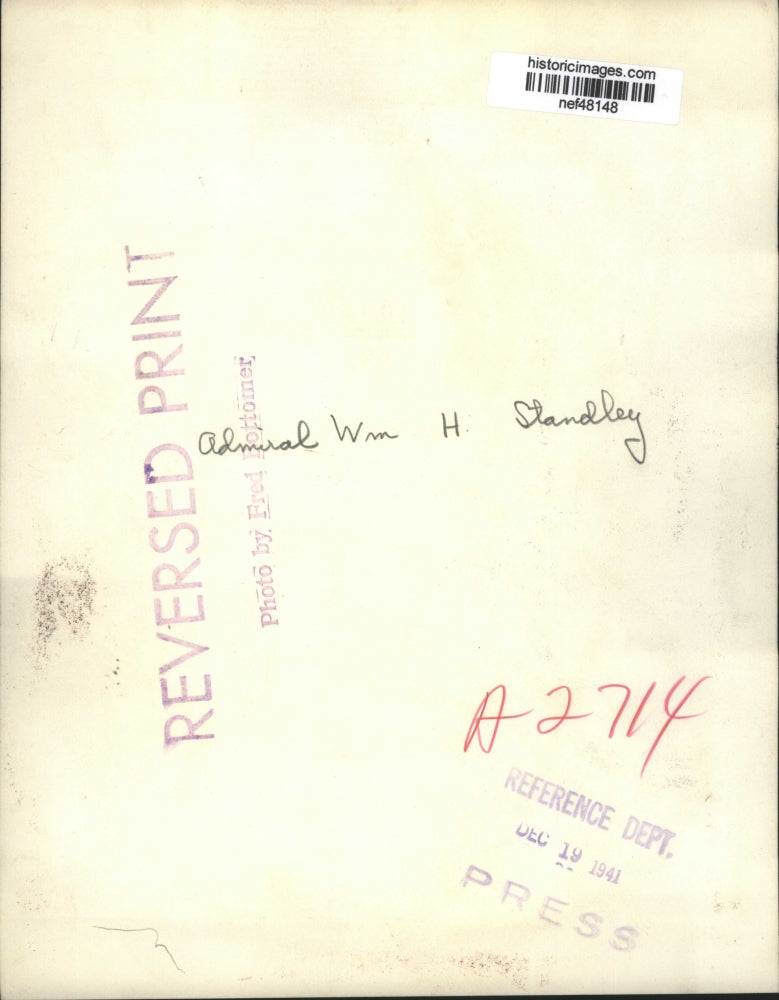 historicimages.com
nef48148
REVERSED PRINT
Photo by Fred Bottomer
Admiral Wm H. Standley
A2714
REFERENCE DEPT.
DEC 19 1941
PRESS